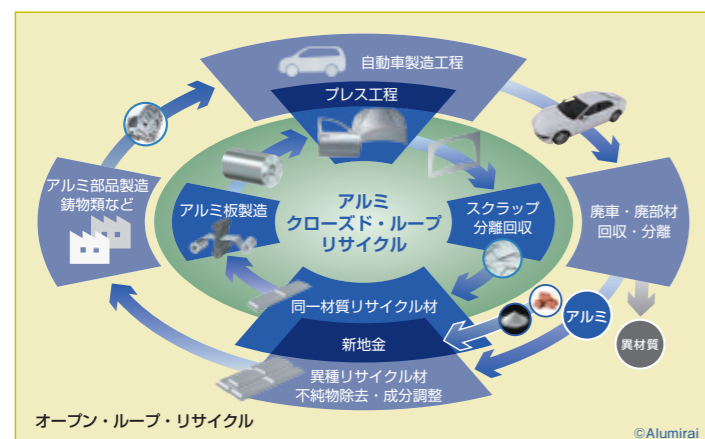 自動車製造工程
プレス工程
アルミ部品製造
鋳物類など
アルミ板製造
アルミ
クローズド・ループ
リサイクル
スクラップ
分離回収
廃車・廃部材
回収・分離
同一材質リサイクル材
新地金
アルミ
異材質
異種リサイクル材
不純物除去・成分調整
オープン・ループ・リサイクル
©Alumirai